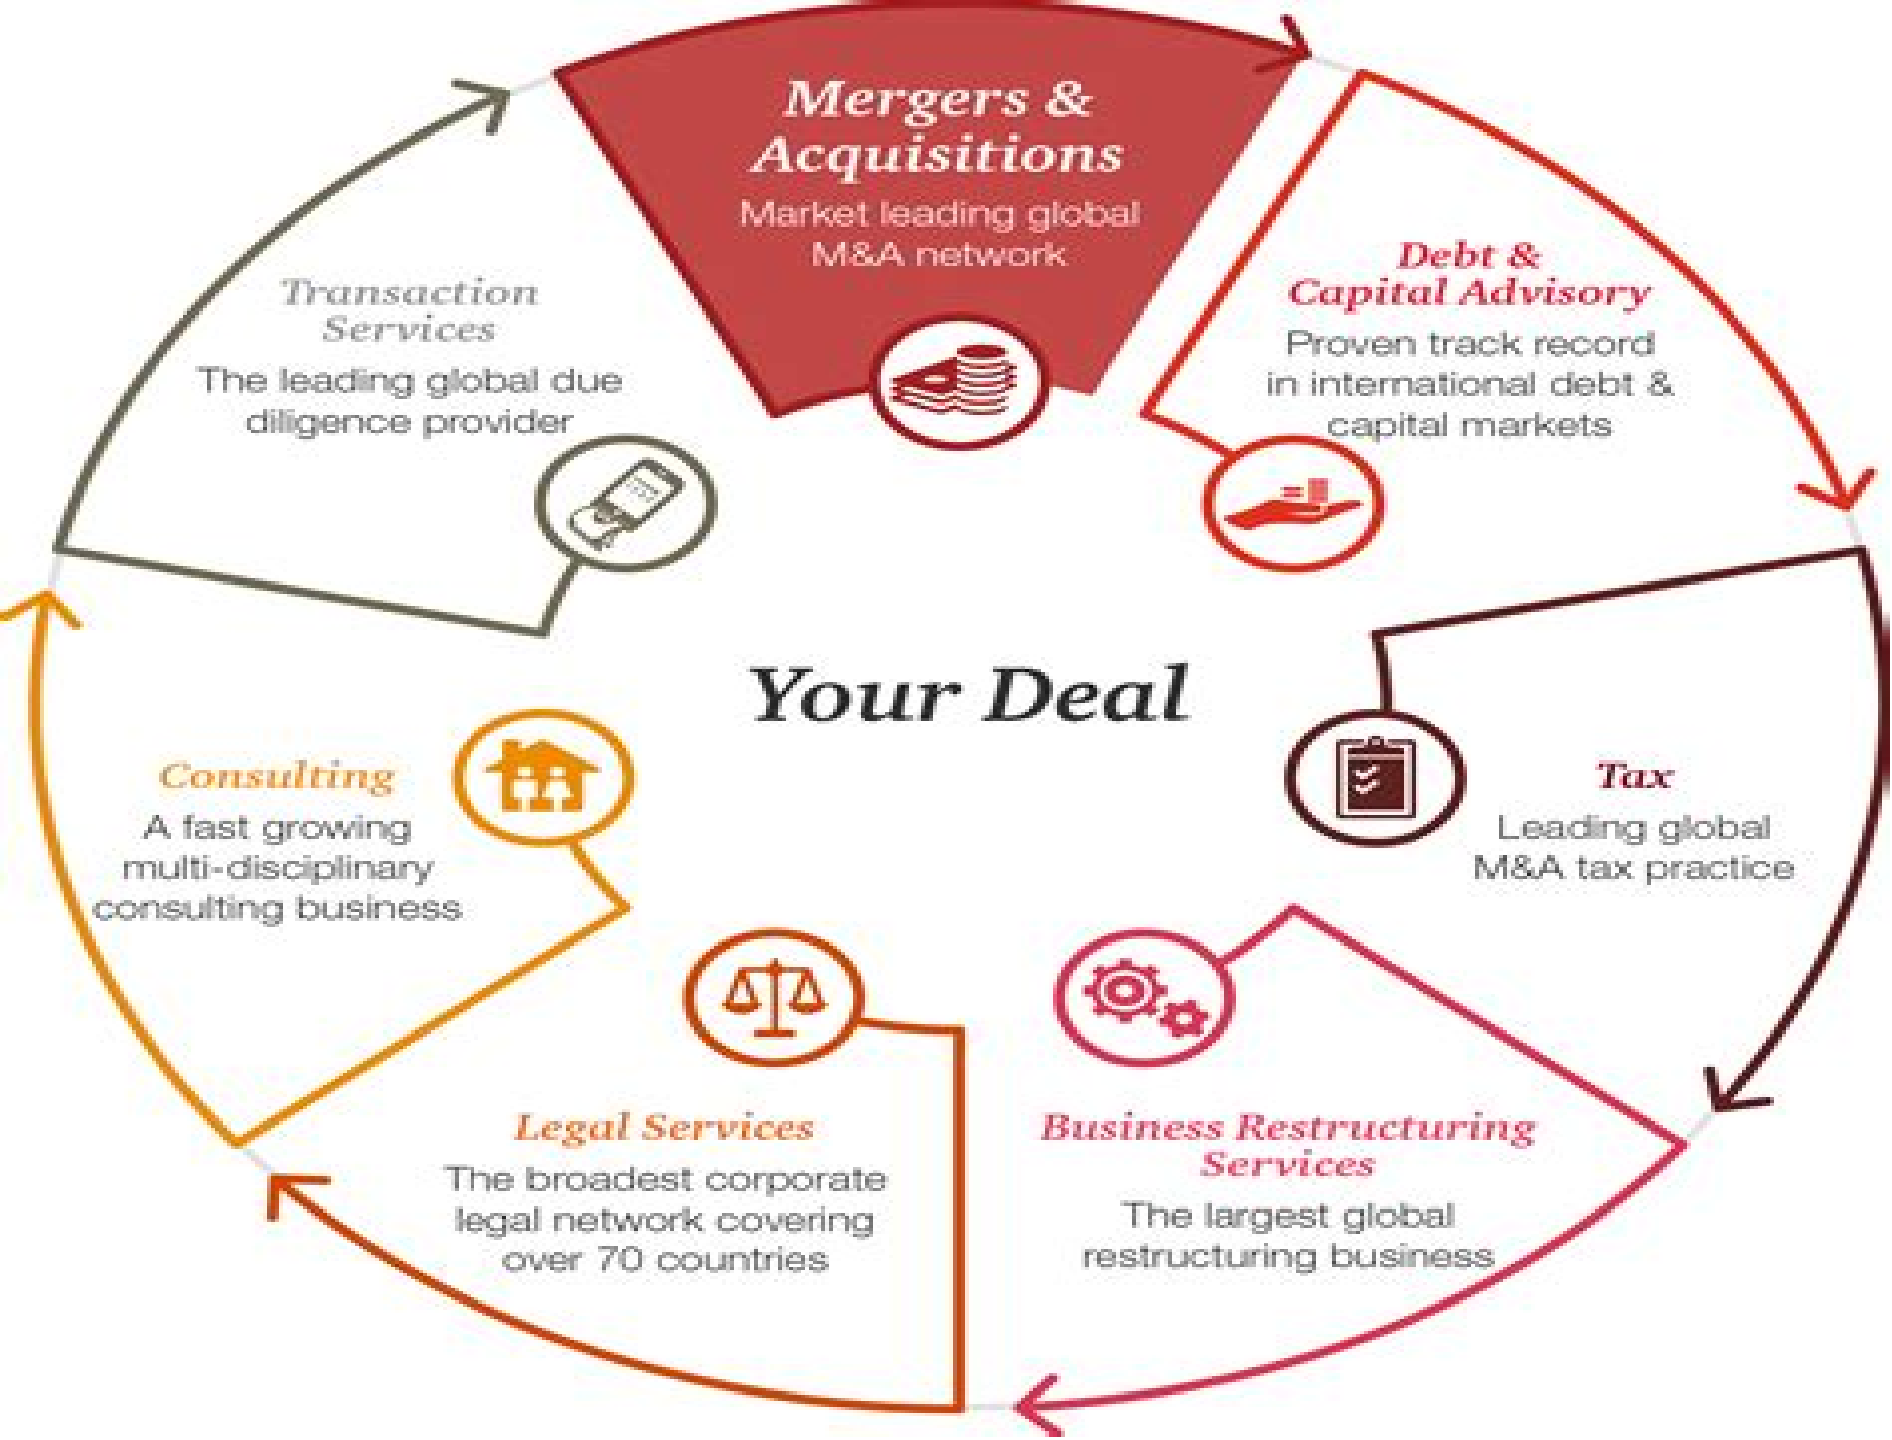 Mergers &
Acquisitions
Market leading global
M&A network
Debt &
Capital Advisory
Proven track record
in international debt &
capital markets
Tax
Leading global
M&A tax practice
Business Restructuring
Services
The largest global
restructuring business
Legal Services
The broadest corporate
legal network covering
over 70 countries
Consulting
A fast growing
multi-disciplinary
consulting business
Transaction
Services
The leading global due
diligence provider
Your Deal